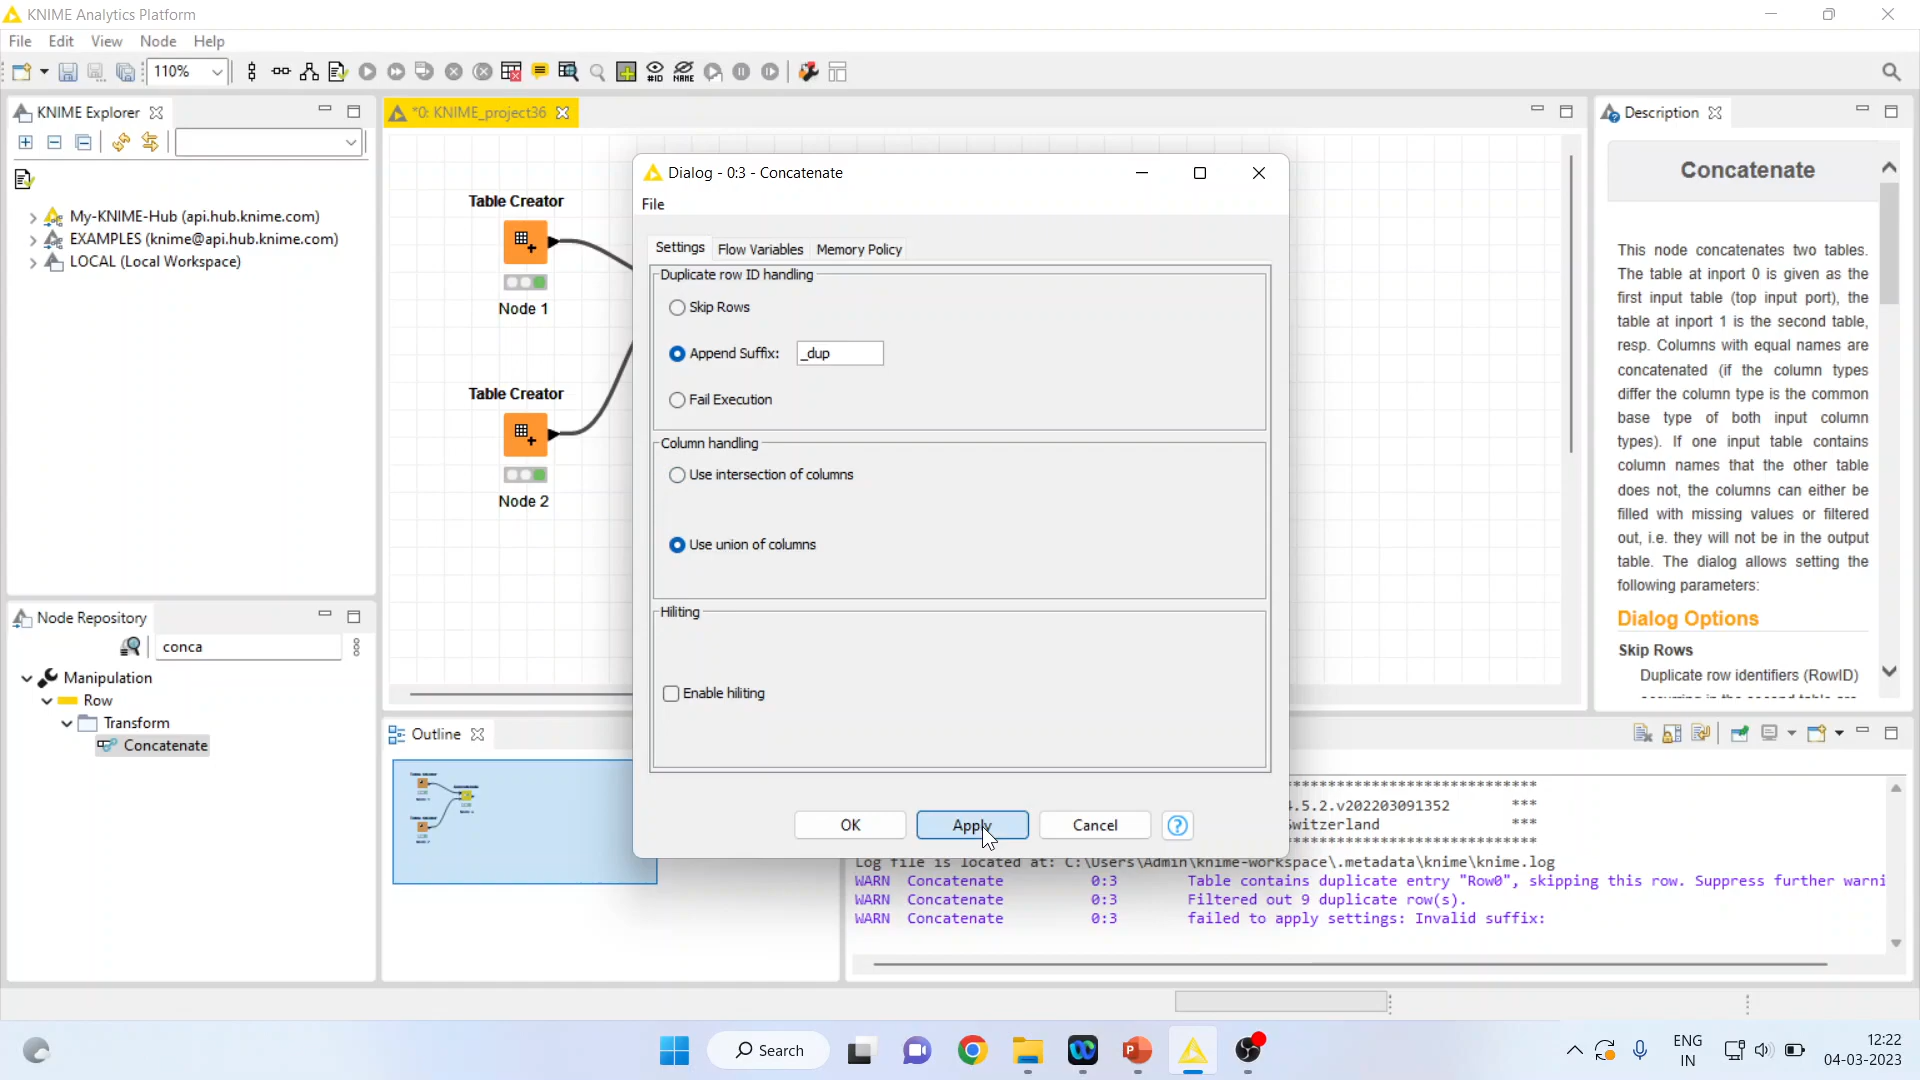 KNIME Analytics Platform
File Edit View Node Help
110%
#ID
NAME
KNIME Explorer
My-KNIME-Hub (api.hub.knime.com)
EXAMPLES (knime@api.hub.knime.com)
LOCAL (Local Workspace)
Node Repository
conca
Manipulation
Row
Transform
Concatenate
*0: KNIME_project36
Table Creator
Node 1
Table Creator
Node 2
Outline
Dialog - 0:3 - Concatenate
File
Settings Flow Variables Memory Policy
Duplicate row ID handling
Skip Rows
Append Suffix: _dup
Fail Execution
Column handling
Use intersection of columns
Use union of columns
Hiliting
Enable hiliting
OK Apply Cancel
Description
Concatenate
This node concatenates two tables.
The table at inport 0 is given as the
first input table (top input port), the
table at inport 1 is the second table,
resp. Columns with equal names are
concatenated (if the column types
differ the column type is the common
base type of both input column
types). If one input table contains
column names that the other table
does not, the columns can either be
filled with missing values or filtered
out, i.e. they will not be in the output
table. The dialog allows setting the
following parameters:
Dialog Options
Skip Rows
Duplicate row identifiers (RowID)
4.5.2.v202203091352 ***
Switzerland ***
Log file is located at: C:\Users\Admin\knime-workspace\.metadata\knime\knime.log
WARN Concatenate 0:3 Table contains duplicate entry "Row0", skipping this row. Suppress further warni
WARN Concatenate 0:3 Filtered out 9 duplicate row(s).
WARN Concatenate 0:3 failed to apply settings: Invalid suffix:
Search
ENG
IN
12:22
04-03-2023